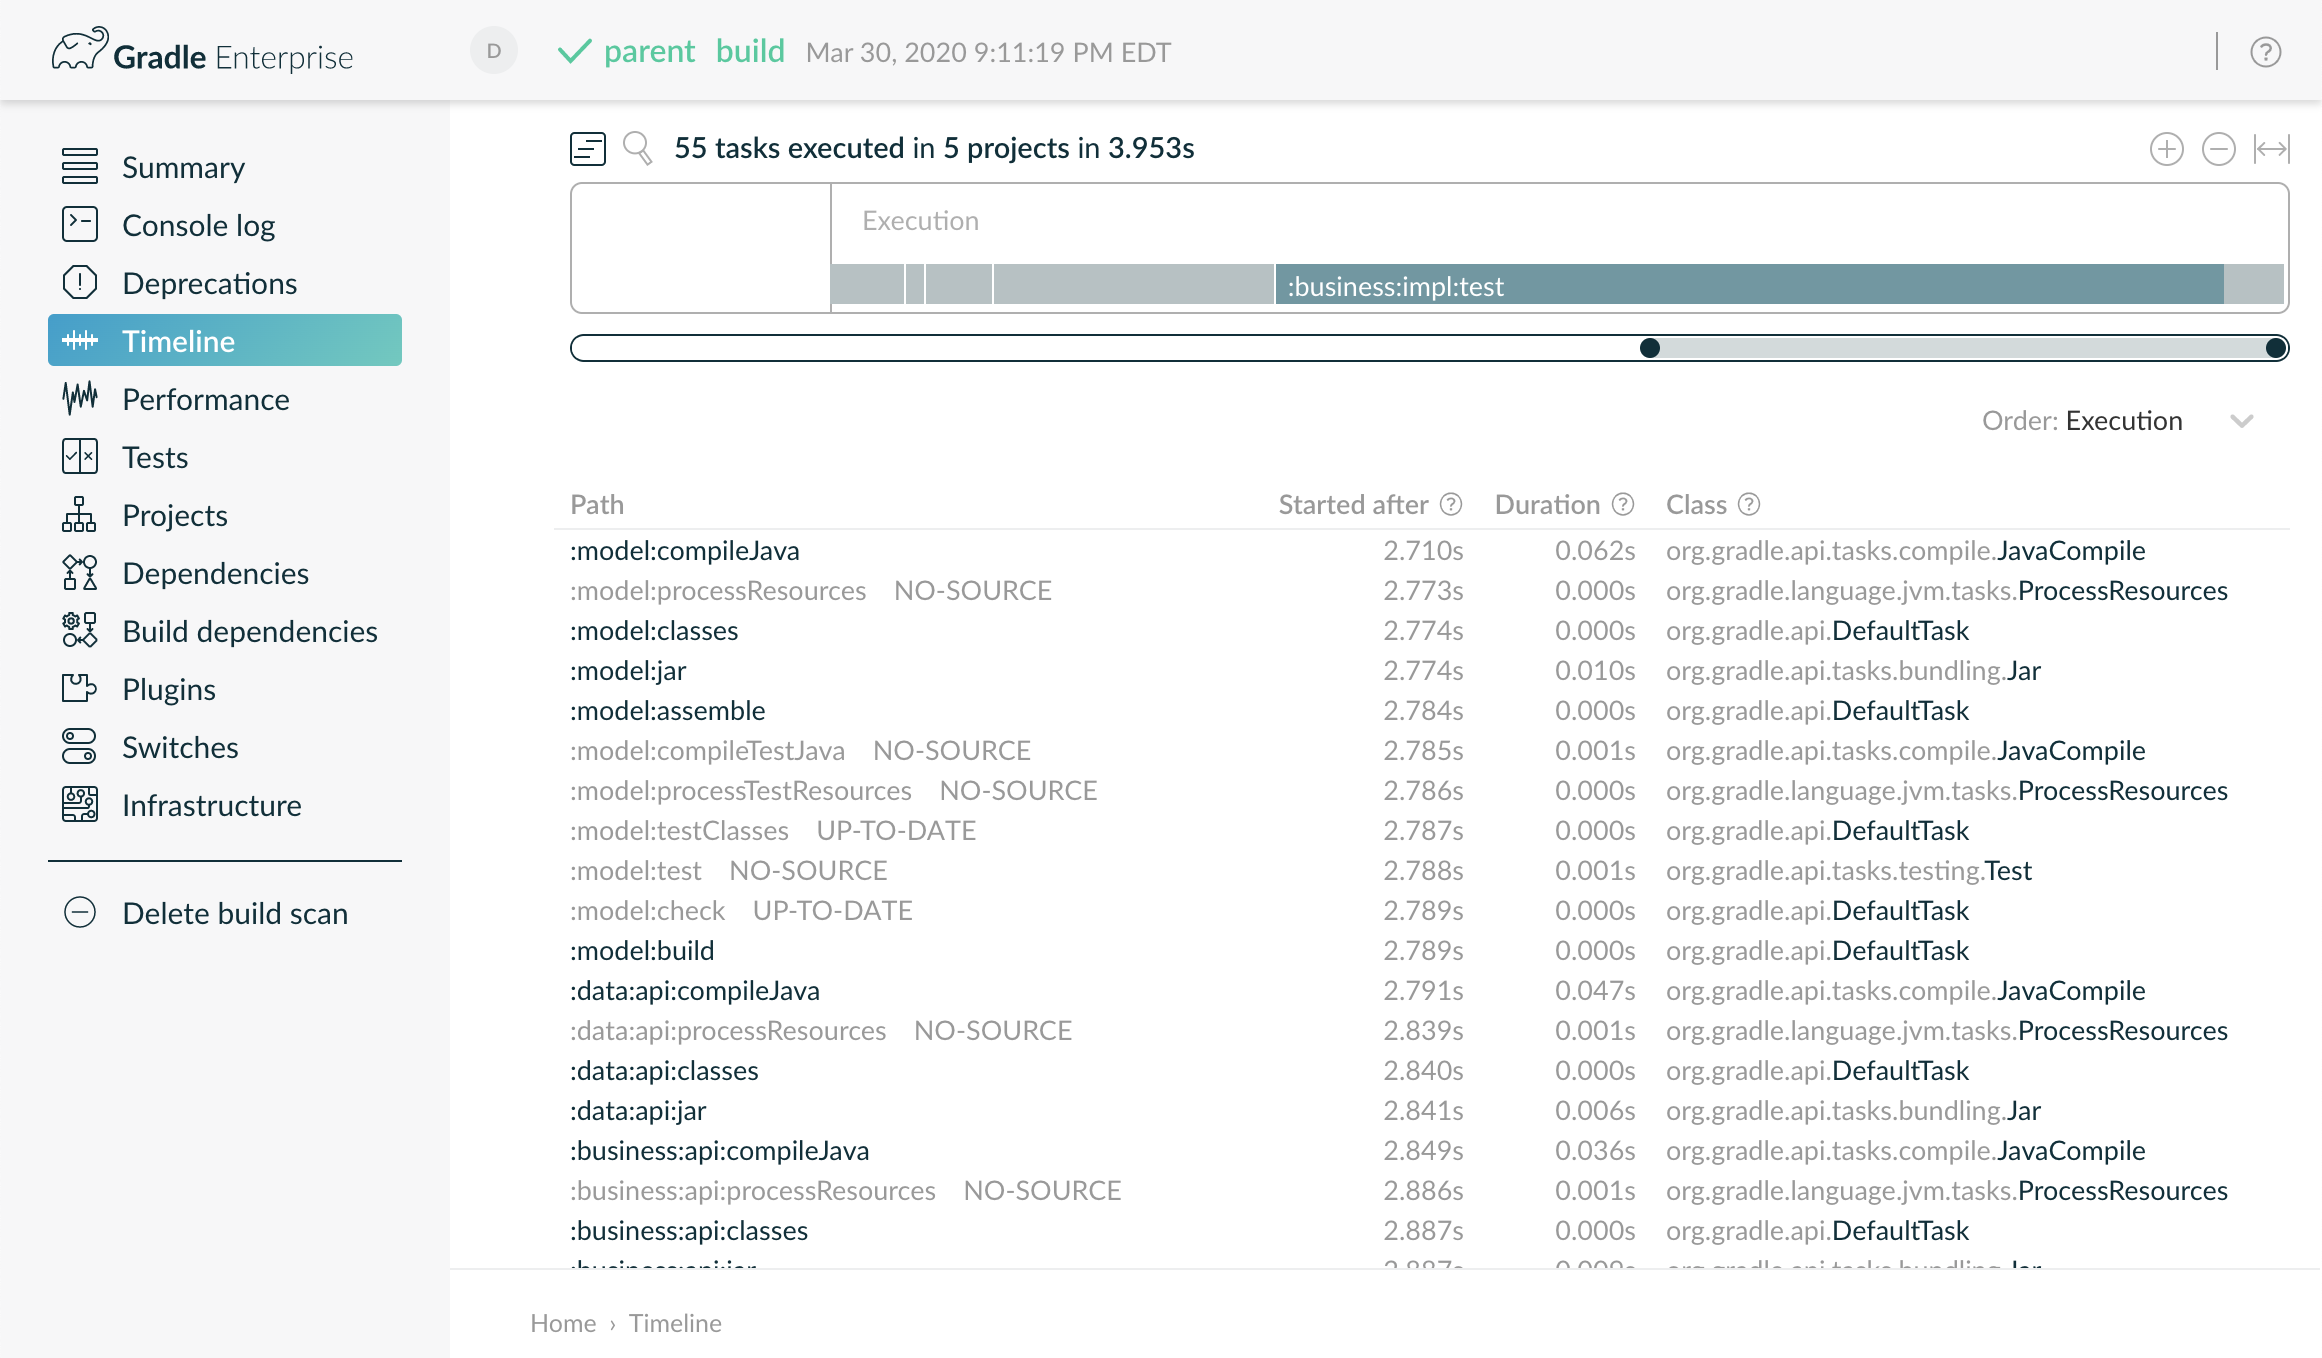 Gradle Enterprise
D
parent build Mar 30, 2020 9:11:19 PM EDT
Summary
Console log
Deprecations
Timeline
Performance
Tests
Projects
Dependencies
Build dependencies
Plugins
Switches
Infrastructure
Delete build scan
55 tasks executed in 5 projects in 3.953s
Execution
:business:impl:test
Order: Execution
Path Started after Duration Class
:model:compileJava 2.710s 0.062s org.gradle.api.tasks.compile.JavaCompile
:model:processResources NO-SOURCE 2.773s 0.000s org.gradle.language.jvm.tasks.ProcessResources
:model:classes 2.774s 0.000s org.gradle.api.DefaultTask
:model:jar 2.774s 0.010s org.gradle.api.tasks.bundling.Jar
:model:assemble 2.784s 0.000s org.gradle.api.DefaultTask
:model:compileTestJava NO-SOURCE 2.785s 0.001s org.gradle.api.tasks.compile.JavaCompile
:model:processTestResources NO-SOURCE 2.786s 0.000s org.gradle.language.jvm.tasks.ProcessResources
:model:testClasses UP-TO-DATE 2.787s 0.000s org.gradle.api.DefaultTask
:model:test NO-SOURCE 2.788s 0.001s org.gradle.api.tasks.testing.Test
:model:check UP-TO-DATE 2.789s 0.000s org.gradle.api.DefaultTask
:model:build 2.789s 0.000s org.gradle.api.DefaultTask
:data:api:compileJava 2.791s 0.047s org.gradle.api.tasks.compile.JavaCompile
:data:api:processResources NO-SOURCE 2.839s 0.001s org.gradle.language.jvm.tasks.ProcessResources
:data:api:classes 2.840s 0.000s org.gradle.api.DefaultTask
:data:api:jar 2.841s 0.006s org.gradle.api.tasks.bundling.Jar
:business:api:compileJava 2.849s 0.036s org.gradle.api.tasks.compile.JavaCompile
:business:api:processResources NO-SOURCE 2.886s 0.001s org.gradle.language.jvm.tasks.ProcessResources
:business:api:classes 2.887s 0.000s org.gradle.api.DefaultTask
:business:api:jar 2.887s org.gradle.api.tasks.bundling.Jar
Home › Timeline